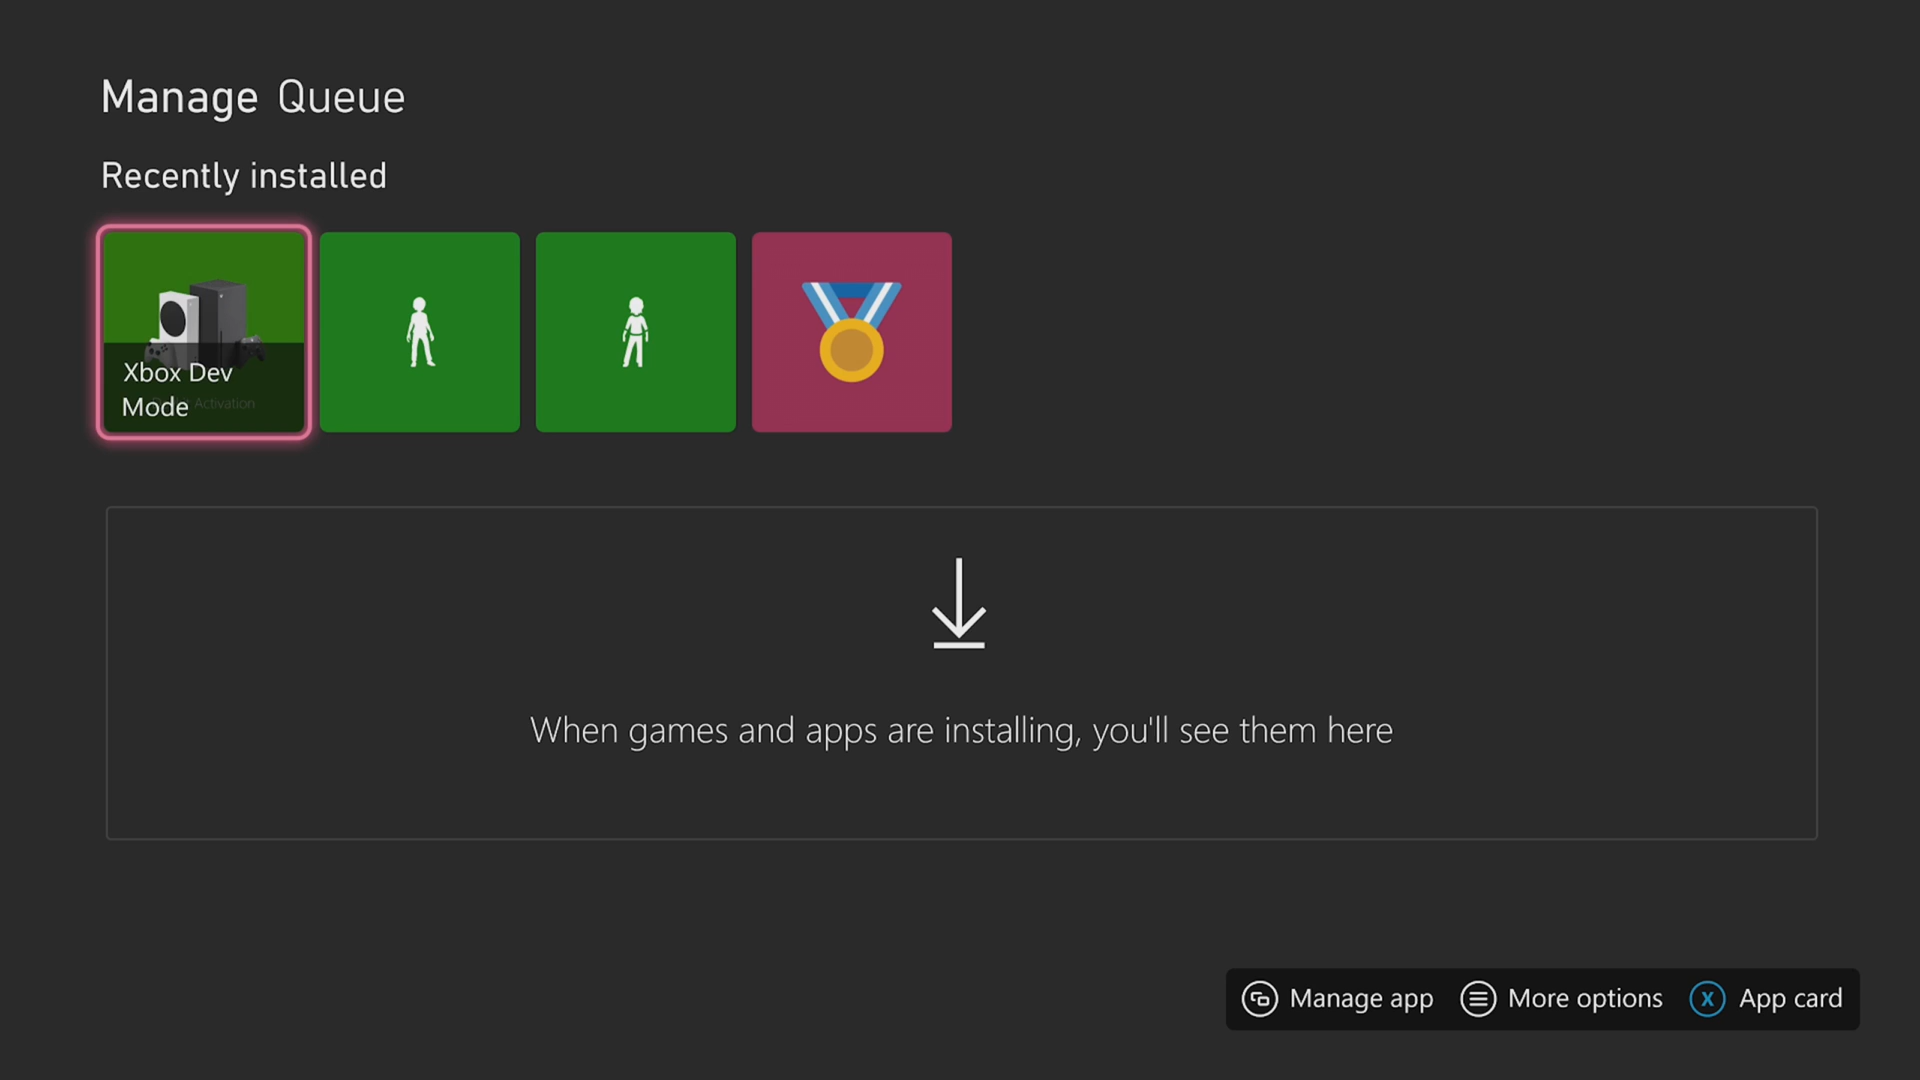 Manage Queue
Recently installed
Xbox Dev
Mode
Activation
When games and apps are installing, you'll see them here
Manage app
More options
X
App card